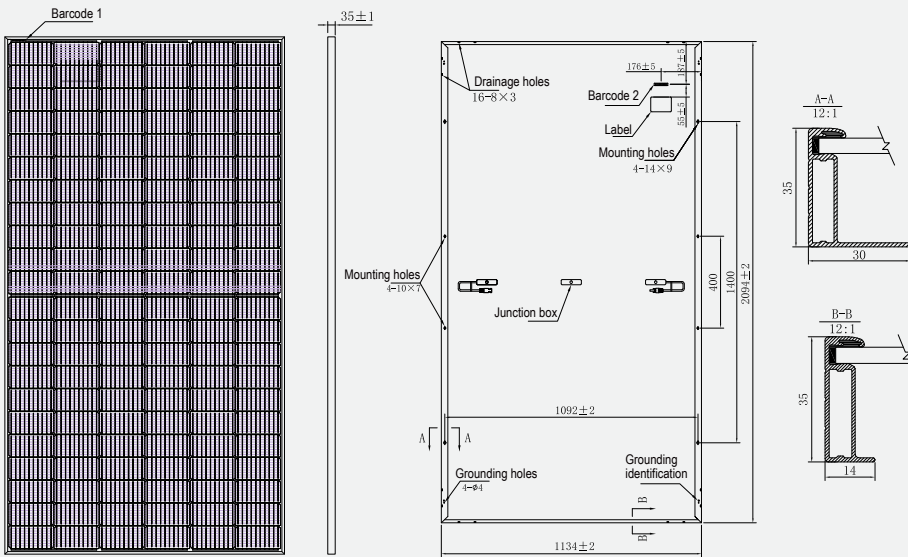 Barcode 1
35±1
Drainage holes
16-8×3
176±5
187±5
Barcode 2
Label
55±5
Mounting holes
4-14×9
Mounting holes
4-10×7
Junction box
400
1400
2094±2
1092±2
A
A
Grounding holes
4-ø4
Grounding
identification
B
B
1134±2
A-A
12:1
35
30
B-B
12:1
35
14